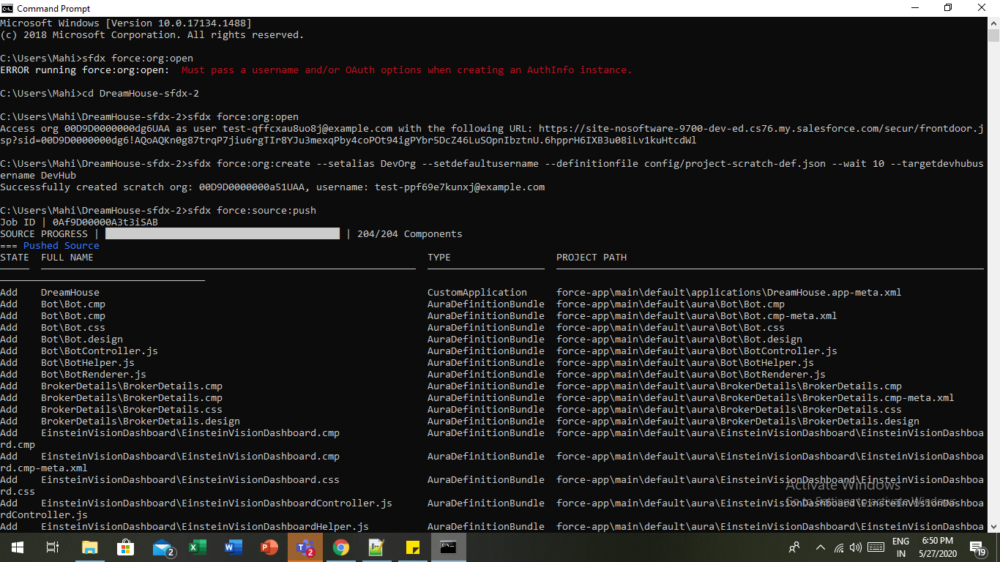 Command Prompt
Microsoft Windows [Version 10.0.17134.1488]
(c) 2018 Microsoft Corporation. All rights reserved.
C:\Users\Mahi>sfdx force:org:open
ERROR running force:org:open:  Must pass a username and/or OAuth options when creating an AuthInfo instance.
C:\Users\Mahi>cd DreamHouse-sfdx-2
C:\Users\Mahi\DreamHouse-sfdx-2>sfdx force:org:open
Access org 00D9D0000000dg6UAA as user test-qffcxau8uo8j@example.com with the following URL: https://site-nosoftware-9700-dev-ed.cs76.my.salesforce.com/secur/frontdoor.j
sp?sid=00D9D0000000dg6!AQoAQKn0g87trqP7jiu6rgTIr8YJu3mexqPby4coPOt94igPYbr5DcZ46LuSOpnIbztnU.6hpprH6IXB3u08iLv1kuHtcdWl
C:\Users\Mahi\DreamHouse-sfdx-2>sfdx force:org:create --setalias DevOrg --setdefaultusername --definitionfile config/project-scratch-def.json --wait 10 --targetdevhubus
ername DevHub
Successfully created scratch org: 00D9D0000000a51UAA, username: test-ppf69e7kunxj@example.com
C:\Users\Mahi\DreamHouse-sfdx-2>sfdx force:source:push
Job ID | 0Af9D00000A3t3iSAB
SOURCE PROGRESS | | 204/204 Components
=== Pushed Source
STATE  FULL NAME  TYPE  PROJECT PATH
Add  DreamHouse  CustomApplication  force-app\main\default\applications\DreamHouse.app-meta.xml
Add  Bot\Bot.cmp  AuraDefinitionBundle  force-app\main\default\aura\Bot\Bot.cmp
Add  Bot\Bot.cmp  AuraDefinitionBundle  force-app\main\default\aura\Bot\Bot.cmp-meta.xml
Add  Bot\Bot.css  AuraDefinitionBundle  force-app\main\default\aura\Bot\Bot.css
Add  Bot\Bot.design  AuraDefinitionBundle  force-app\main\default\aura\Bot\Bot.design
Add  Bot\BotController.js  AuraDefinitionBundle  force-app\main\default\aura\Bot\BotController.js
Add  Bot\BotHelper.js  AuraDefinitionBundle  force-app\main\default\aura\Bot\BotHelper.js
Add  Bot\BotRenderer.js  AuraDefinitionBundle  force-app\main\default\aura\Bot\BotRenderer.js
Add  BrokerDetails\BrokerDetails.cmp  AuraDefinitionBundle  force-app\main\default\aura\BrokerDetails\BrokerDetails.cmp
Add  BrokerDetails\BrokerDetails.cmp  AuraDefinitionBundle  force-app\main\default\aura\BrokerDetails\BrokerDetails.cmp-meta.xml
Add  BrokerDetails\BrokerDetails.css  AuraDefinitionBundle  force-app\main\default\aura\BrokerDetails\BrokerDetails.css
Add  BrokerDetails\BrokerDetails.design  AuraDefinitionBundle  force-app\main\default\aura\BrokerDetails\BrokerDetails.design
Add  EinsteinVisionDashboard\EinsteinVisionDashboard.cmp  AuraDefinitionBundle  force-app\main\default\aura\EinsteinVisionDashboard\EinsteinVisionDashboa
rd.cmp
Add  EinsteinVisionDashboard\EinsteinVisionDashboard.cmp  AuraDefinitionBundle  force-app\main\default\aura\EinsteinVisionDashboard\EinsteinVisionDashboa
rd.cmp-meta.xml
Add  EinsteinVisionDashboard\EinsteinVisionDashboard.css  AuraDefinitionBundle  force-app\main\default\aura\EinsteinVisionDashboard\EinsteinVisionDashboa
rd.css
Activate Windows
Go to Settings to activate Windows.
Add  EinsteinVisionDashboard\EinsteinVisionDashboardController.js  AuraDefinitionBundle  force-app\main\default\aura\EinsteinVisionDashboard\EinsteinVisionDashboa
rdController.js
Add  EinsteinVisionDashboard\EinsteinVisionDashboardHelper.js  AuraDefinitionBundle  force-app\main\default\aura\EinsteinVisionDashboard\EinsteinVisionDashboa
2
2
ENG
IN
6:50 PM
5/27/2020
19